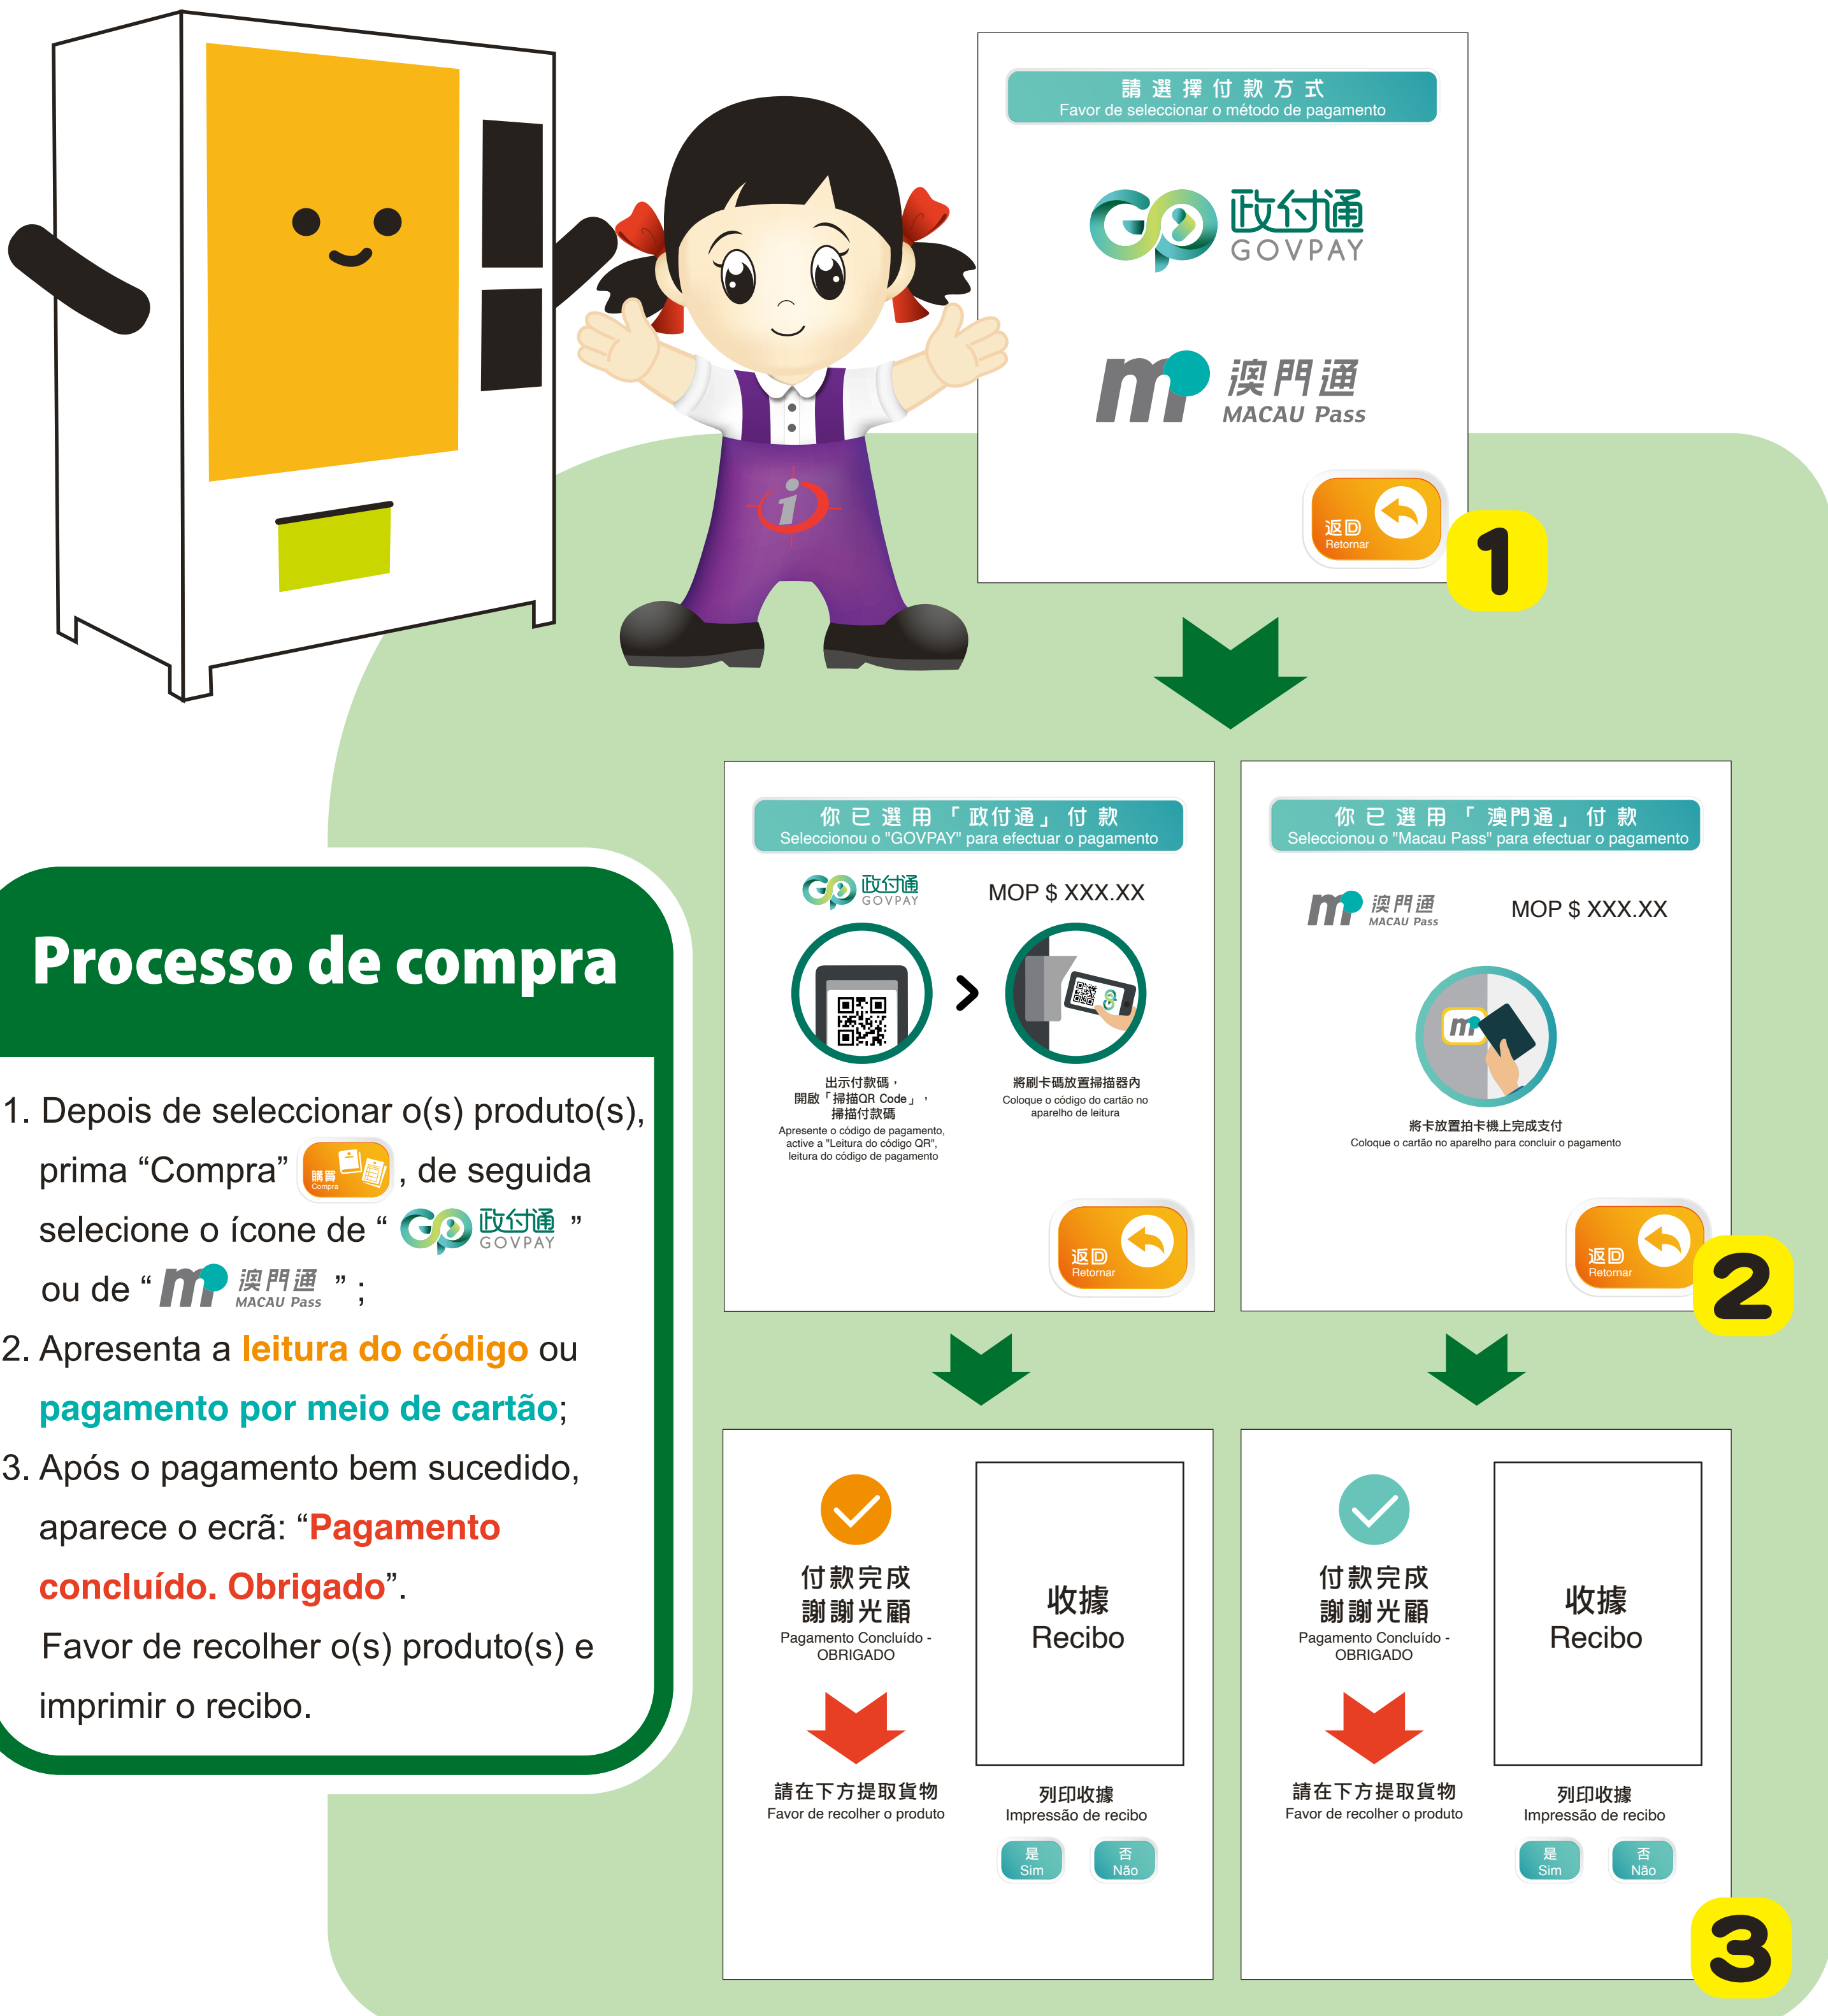 請選擇付款方式
Favor de seleccionar o método de pagamento
政付通
GOVPAY
澳門通
MACAU Pass
返回
Retornar
1
你已選用「政付通」付款
Seleccionou o "GOVPAY" para efectuar o pagamento
政付通
GOVPAY
MOP $ XXX.XX
出示付款碼，
開啟「掃描QR Code」，
掃描付款碼
Apresente o código de pagamento,
active a "Leitura do código QR",
leitura do código de pagamento
將刷卡碼放置掃描器內
Coloque o código do cartão no
aparelho de leitura
返回
Retornar
你已選用「澳門通」付款
Seleccionou o "Macau Pass" para efectuar o pagamento
澳門通
MACAU Pass
MOP $ XXX.XX
將卡放置拍卡機上完成支付
Coloque o cartão no aparelho para concluir o pagamento
返回
Retornar
2
Processo de compra
1. Depois de seleccionar o(s) produto(s),
prima “Compra” 購買 Compra , de seguida
selecione o ícone de “ 政付通 GOVPAY ”
ou de “ 澳門通 MACAU Pass ” ;
2. Apresenta a leitura do código ou
pagamento por meio de cartão;
3. Após o pagamento bem sucedido,
aparece o ecrã: “Pagamento
concluído. Obrigado”.
Favor de recolher o(s) produto(s) e
imprimir o recibo.
付款完成
謝謝光顧
Pagamento Concluído -
OBRIGADO
請在下方提取貨物
Favor de recolher o produto
收據
Recibo
列印收據
Impressão de recibo
是
Sim
否
Não
付款完成
謝謝光顧
Pagamento Concluído -
OBRIGADO
請在下方提取貨物
Favor de recolher o produto
收據
Recibo
列印收據
Impressão de recibo
是
Sim
否
Não
3